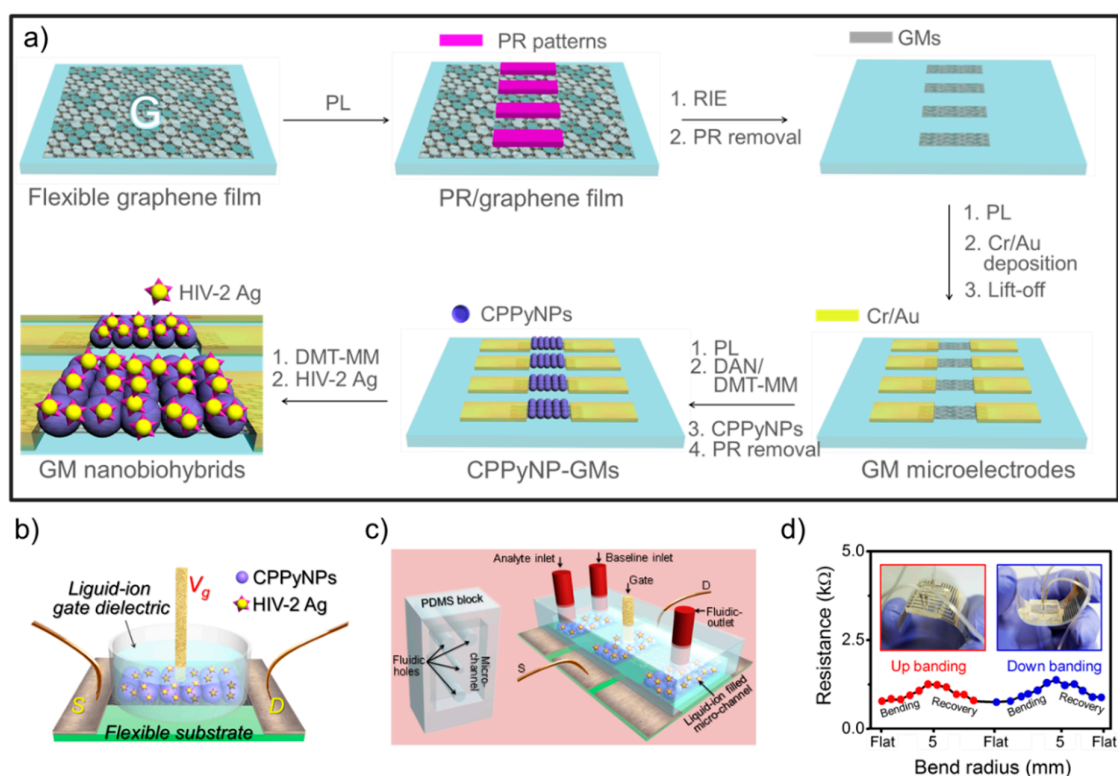 a)
PR patterns
GMs
G
PL
1. RIE
2. PR removal
Flexible graphene film
PR/graphene film
1. PL
2. Cr/Au
deposition
3. Lift-off
HIV-2 Ag
CPPyNPs
Cr/Au
1. DMT-MM
2. HIV-2 Ag
1. PL
2. DAN/
DMT-MM
3. CPPyNPs
4. PR removal
GM nanobiohybrids
CPPyNP-GMs
GM microelectrodes
b)
Liquid-ion
gate dielectric
Vg
CPPyNPs
HIV-2 Ag
S
D
Flexible substrate
c)
Analyte inlet
Baseline inlet
Gate
D
PDMS block
Fluidic-
outlet
Fluidic
holes
Micro-
channel
S
Liquid-ion filled
micro-channel
d)
Resistance (kΩ)
5.0
2.5
0.0
Up banding
Down banding
Bending
Recovery
Bending
Recovery
Flat
5
Flat
5
Flat
Bend radius (mm)